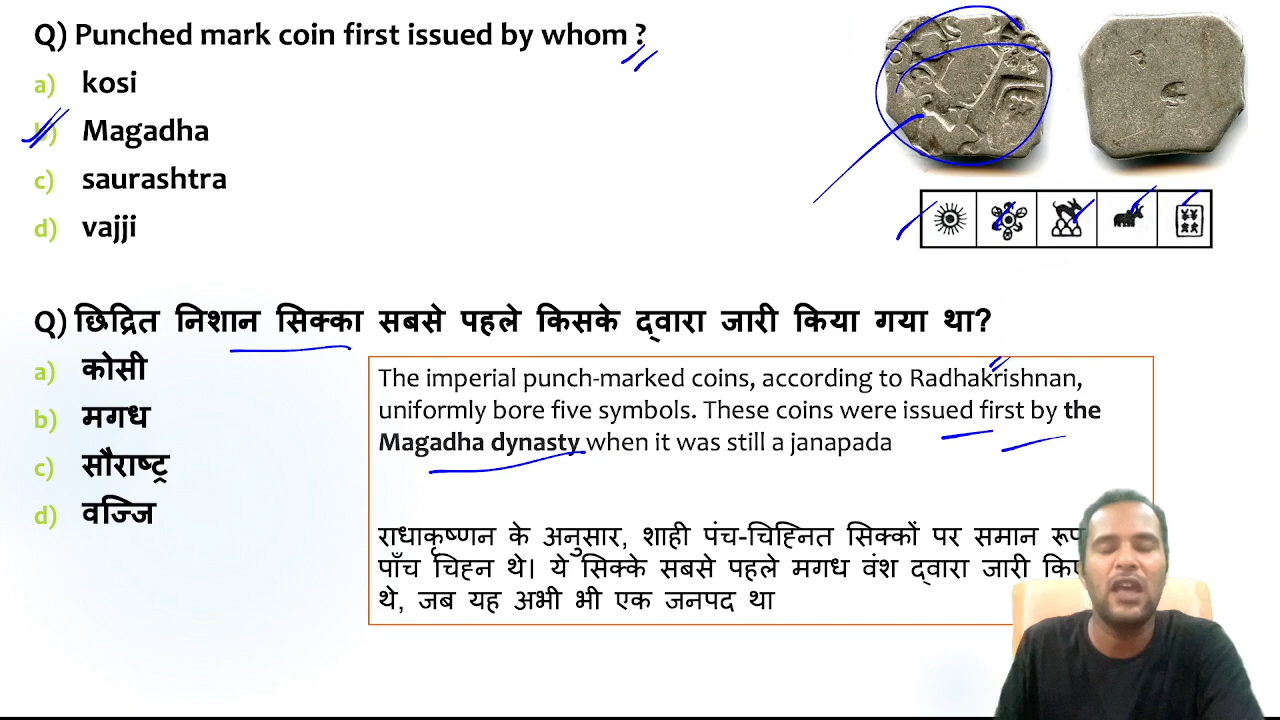 Q) Punched mark coin first issued by whom ?
a) kosi
b) Magadha
c) saurashtra
d) vajji
Q) छिद्रित निशान सिक्का सबसे पहले किसके द्वारा जारी किया गया था?
a) कोसी
b) मगध
c) सौराष्ट्र
d) वज्जि
The imperial punch-marked coins, according to Radhakrishnan,
uniformly bore five symbols. These coins were issued first by the
Magadha dynasty when it was still a janapada
राधाकृष्णन के अनुसार, शाही पंच-चिह्नित सिक्कों पर समान रूप
पाँच चिह्न थे। ये सिक्के सबसे पहले मगध वंश द्वारा जारी
थे, जब यह अभी भी एक जनपद था